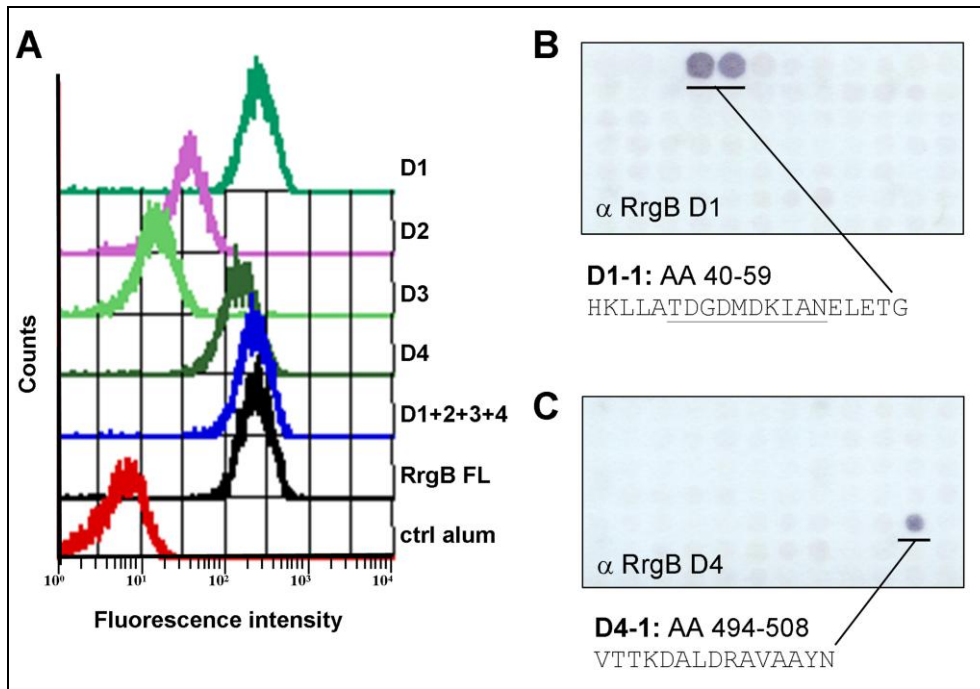 A
Counts
D1
D2
D3
D4
D1+2+3+4
RrgB FL
ctrl alum
10⁰ 10¹ 10² 10³ 10⁴
Fluorescence intensity
B
α RrgB D1
D1-1: AA 40-59
HKLLATDGDMDKIANELETG
C
α RrgB D4
D4-1: AA 494-508
VTTKDALDRAVAAYN